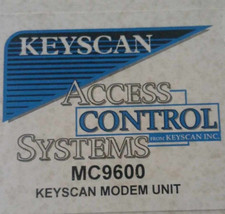 KEYSCAN
ACCESS
CONTROL
FROM KEYSCAN INC.
SYSTEMS
MC9600
KEYSCAN MODEM UNIT